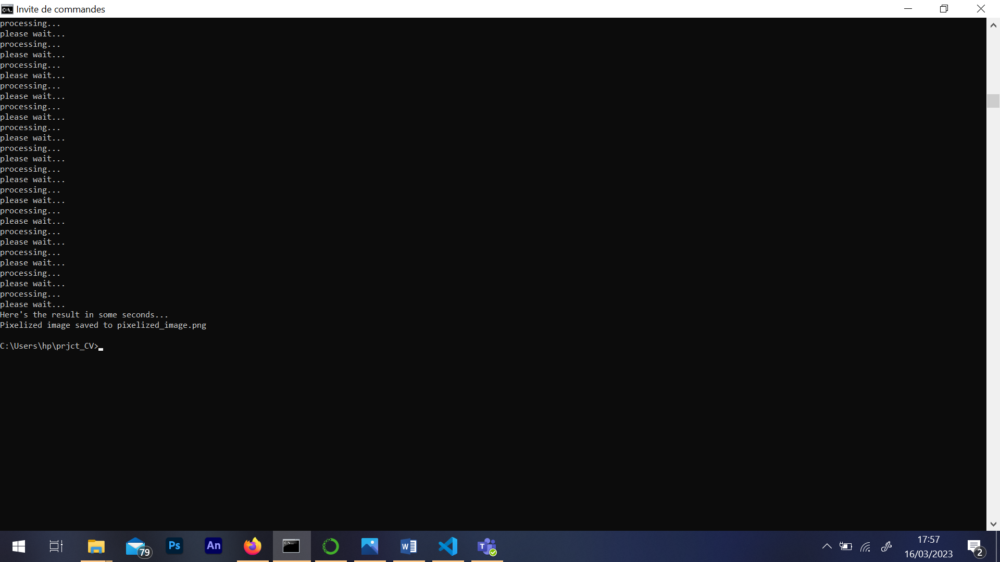 Invite de commandes
processing...
please wait...
processing...
please wait...
processing...
please wait...
processing...
please wait...
processing...
please wait...
processing...
please wait...
processing...
please wait...
processing...
please wait...
processing...
please wait...
processing...
please wait...
processing...
please wait...
processing...
please wait...
processing...
please wait...
processing...
please wait...
Here's the result in some seconds...
Pixelized image saved to pixelized_image.png
C:\Users\hp\prjct_CV>
79
Ps
An
W
T
17:57
16/03/2023
2